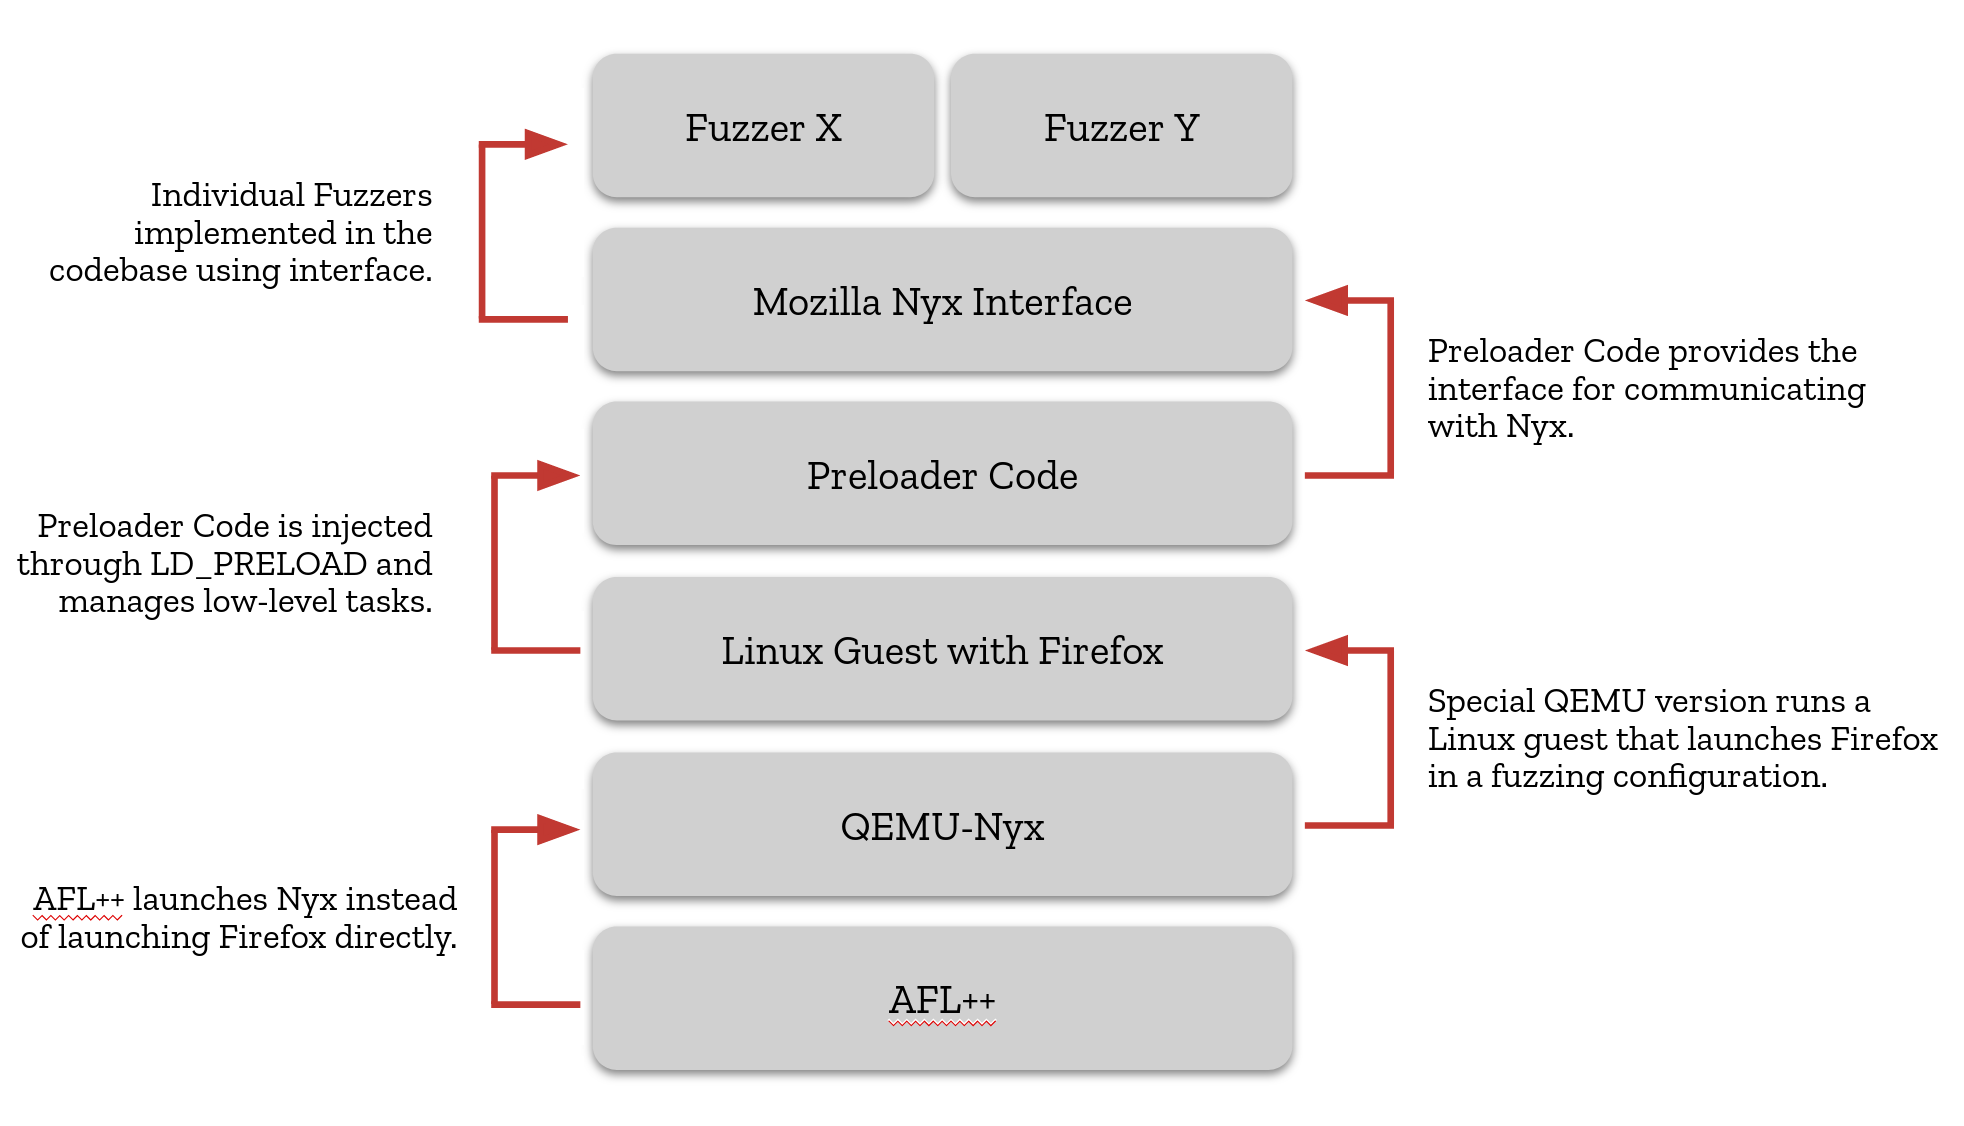 Fuzzer X
Fuzzer Y
Individual Fuzzers
implemented in the
codebase using interface.
Mozilla Nyx Interface
Preloader Code provides the
interface for communicating
with Nyx.
Preloader Code
Preloader Code is injected
through LD_PRELOAD and
manages low-level tasks.
Linux Guest with Firefox
Special QEMU version runs a
Linux guest that launches Firefox
in a fuzzing configuration.
QEMU-Nyx
AFL++ launches Nyx instead
of launching Firefox directly.
AFL++